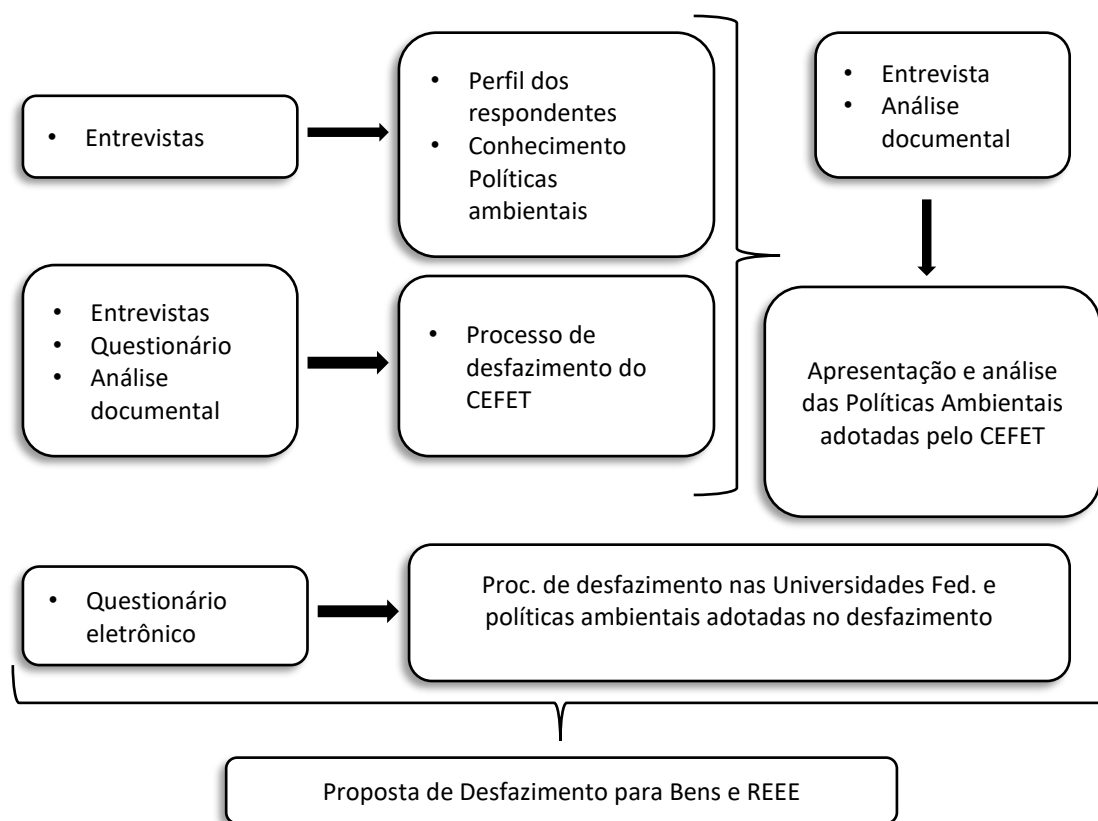 • Entrevistas
• Perfil dos
respondentes
• Conhecimento
Políticas
ambientais
• Entrevista
• Análise
documental
• Entrevistas
• Questionário
• Análise
documental
• Processo de
desfazimento do
CEFET
Apresentação e análise
das Políticas Ambientais
adotadas pelo CEFET
• Questionário
eletrônico
Proc. de desfazimento nas Universidades Fed. e
políticas ambientais adotadas no desfazimento
Proposta de Desfazimento para Bens e REEE